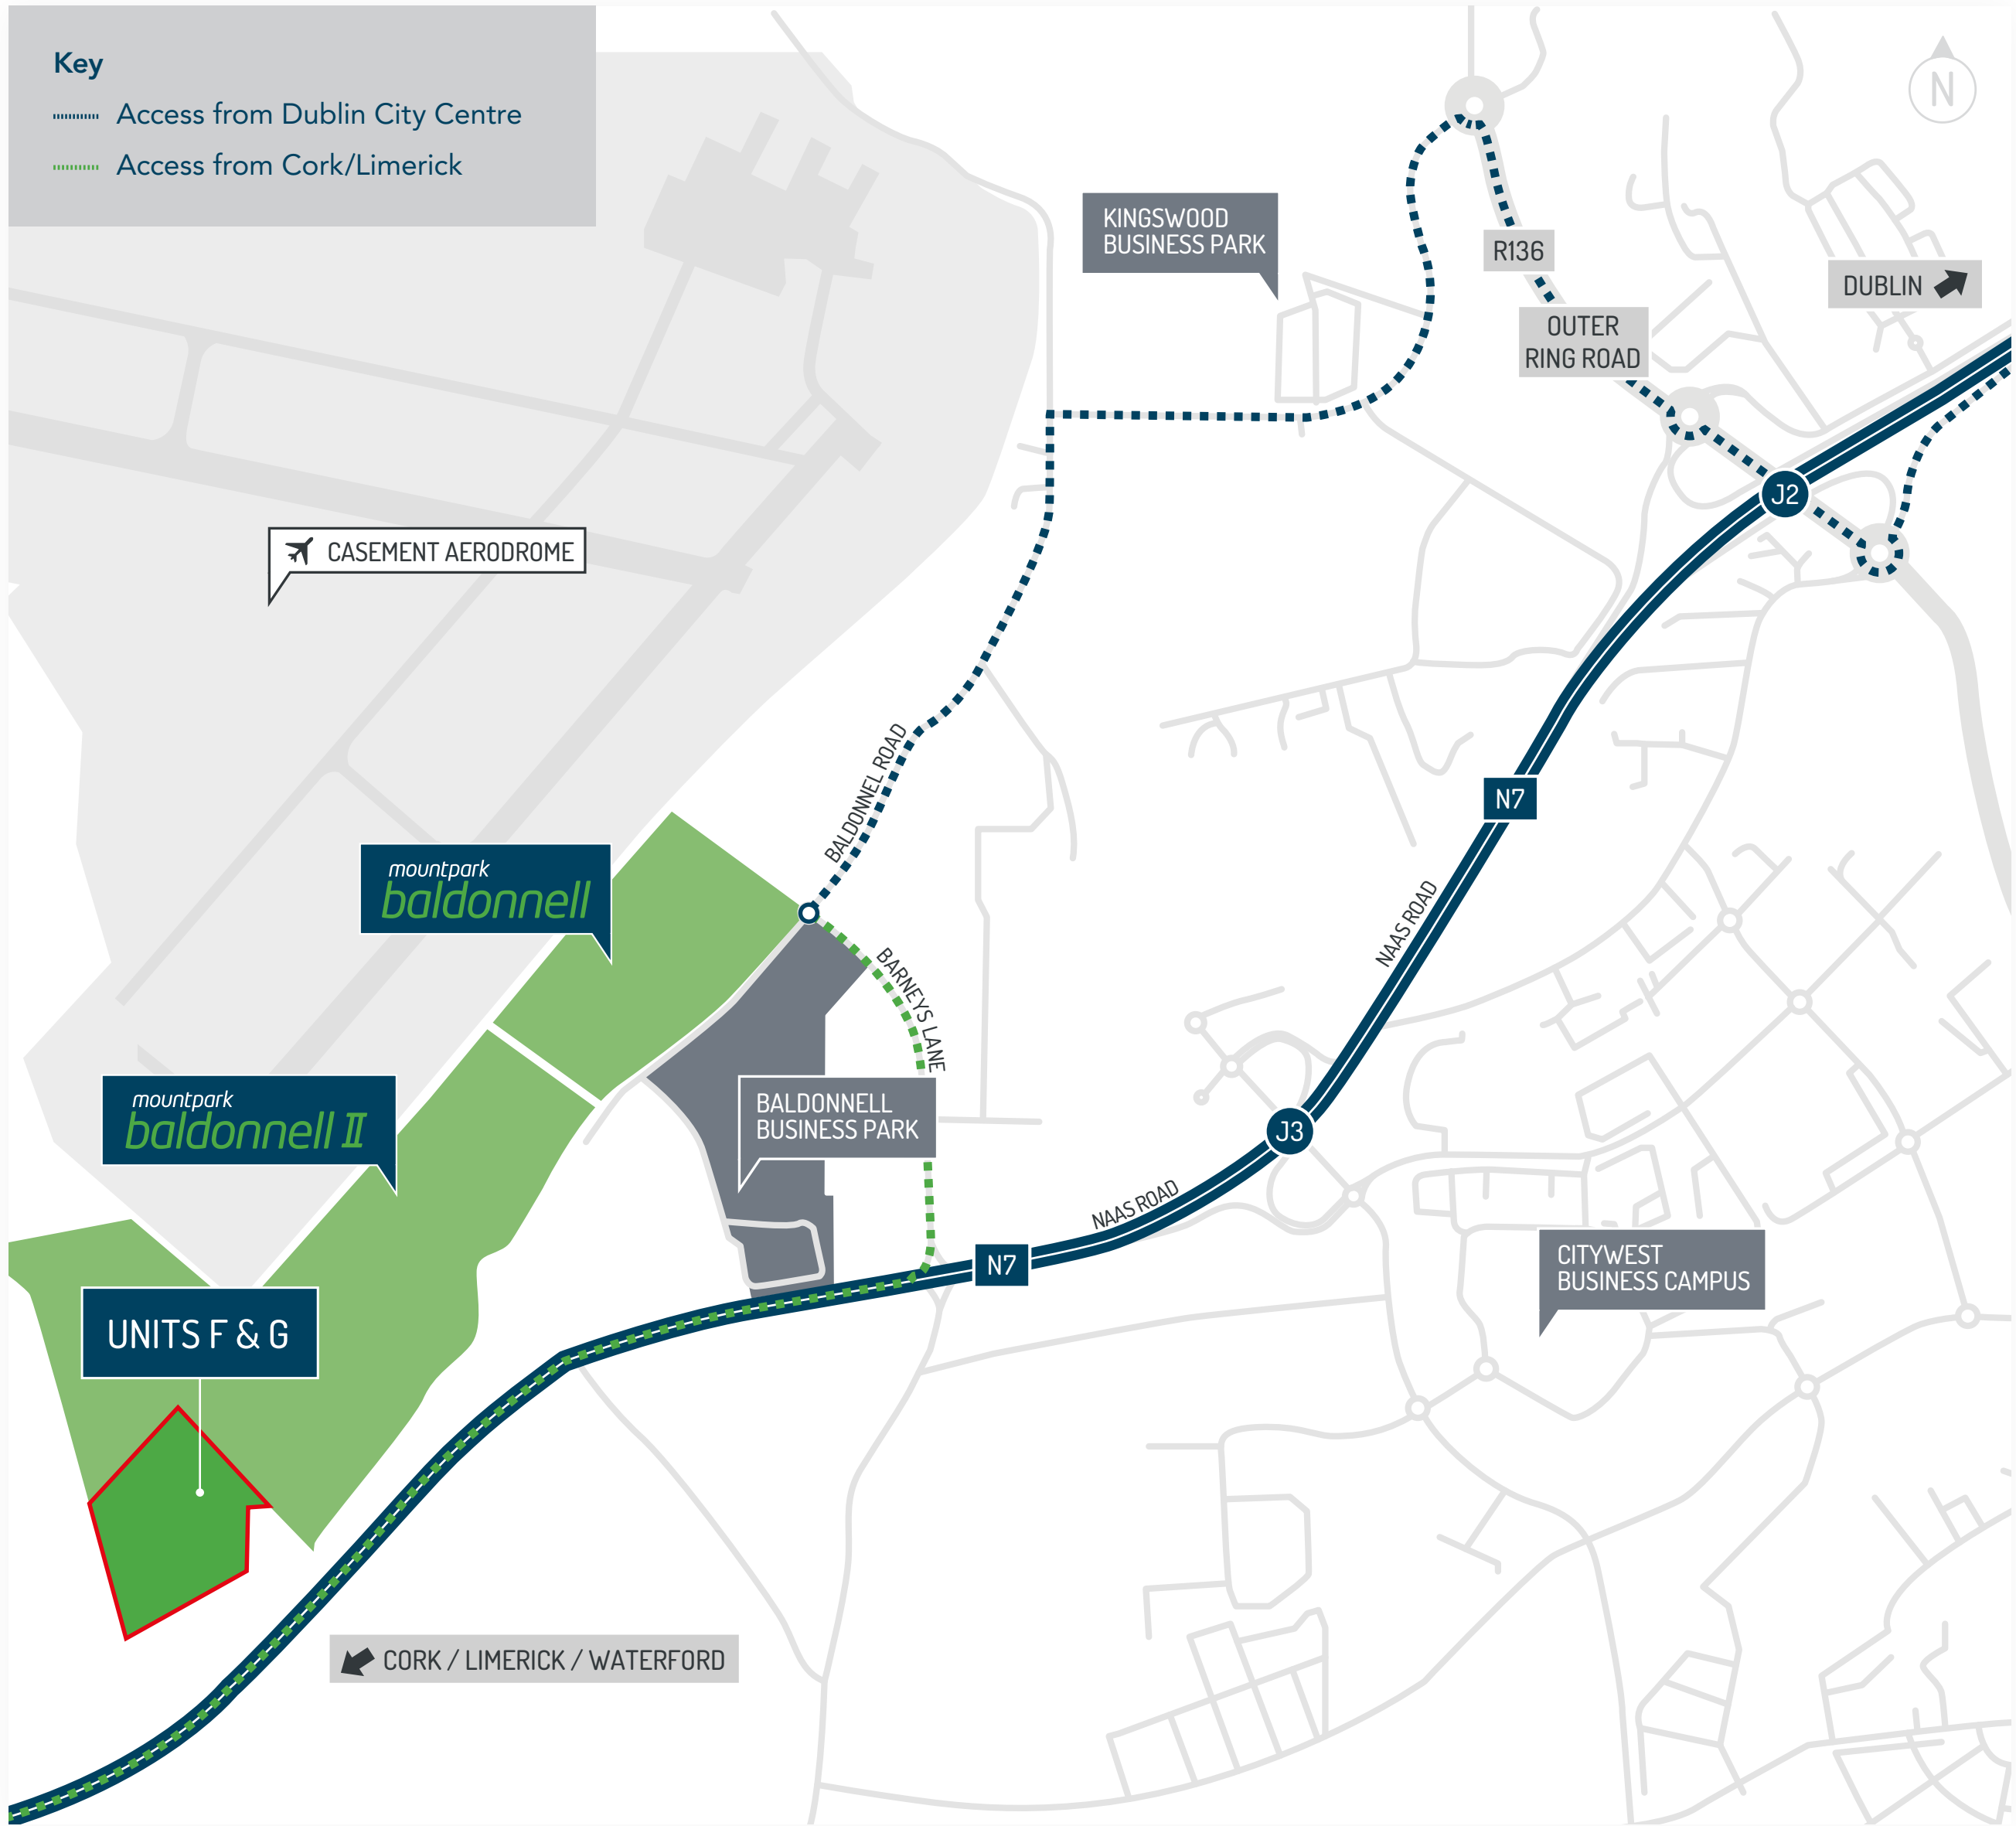 Key
Access from Dublin City Centre
Access from Cork/Limerick
N
KINGSWOOD
BUSINESS PARK
R136
DUBLIN
OUTER
RING ROAD
J2
CASEMENT AERODROME
BALDONNEL ROAD
N7
mountpark
baldonnell
NAAS ROAD
BARNEYS LANE
mountpark
baldonnell II
BALDONNELL
BUSINESS PARK
J3
NAAS ROAD
N7
CITYWEST
BUSINESS CAMPUS
UNITS F & G
CORK / LIMERICK / WATERFORD